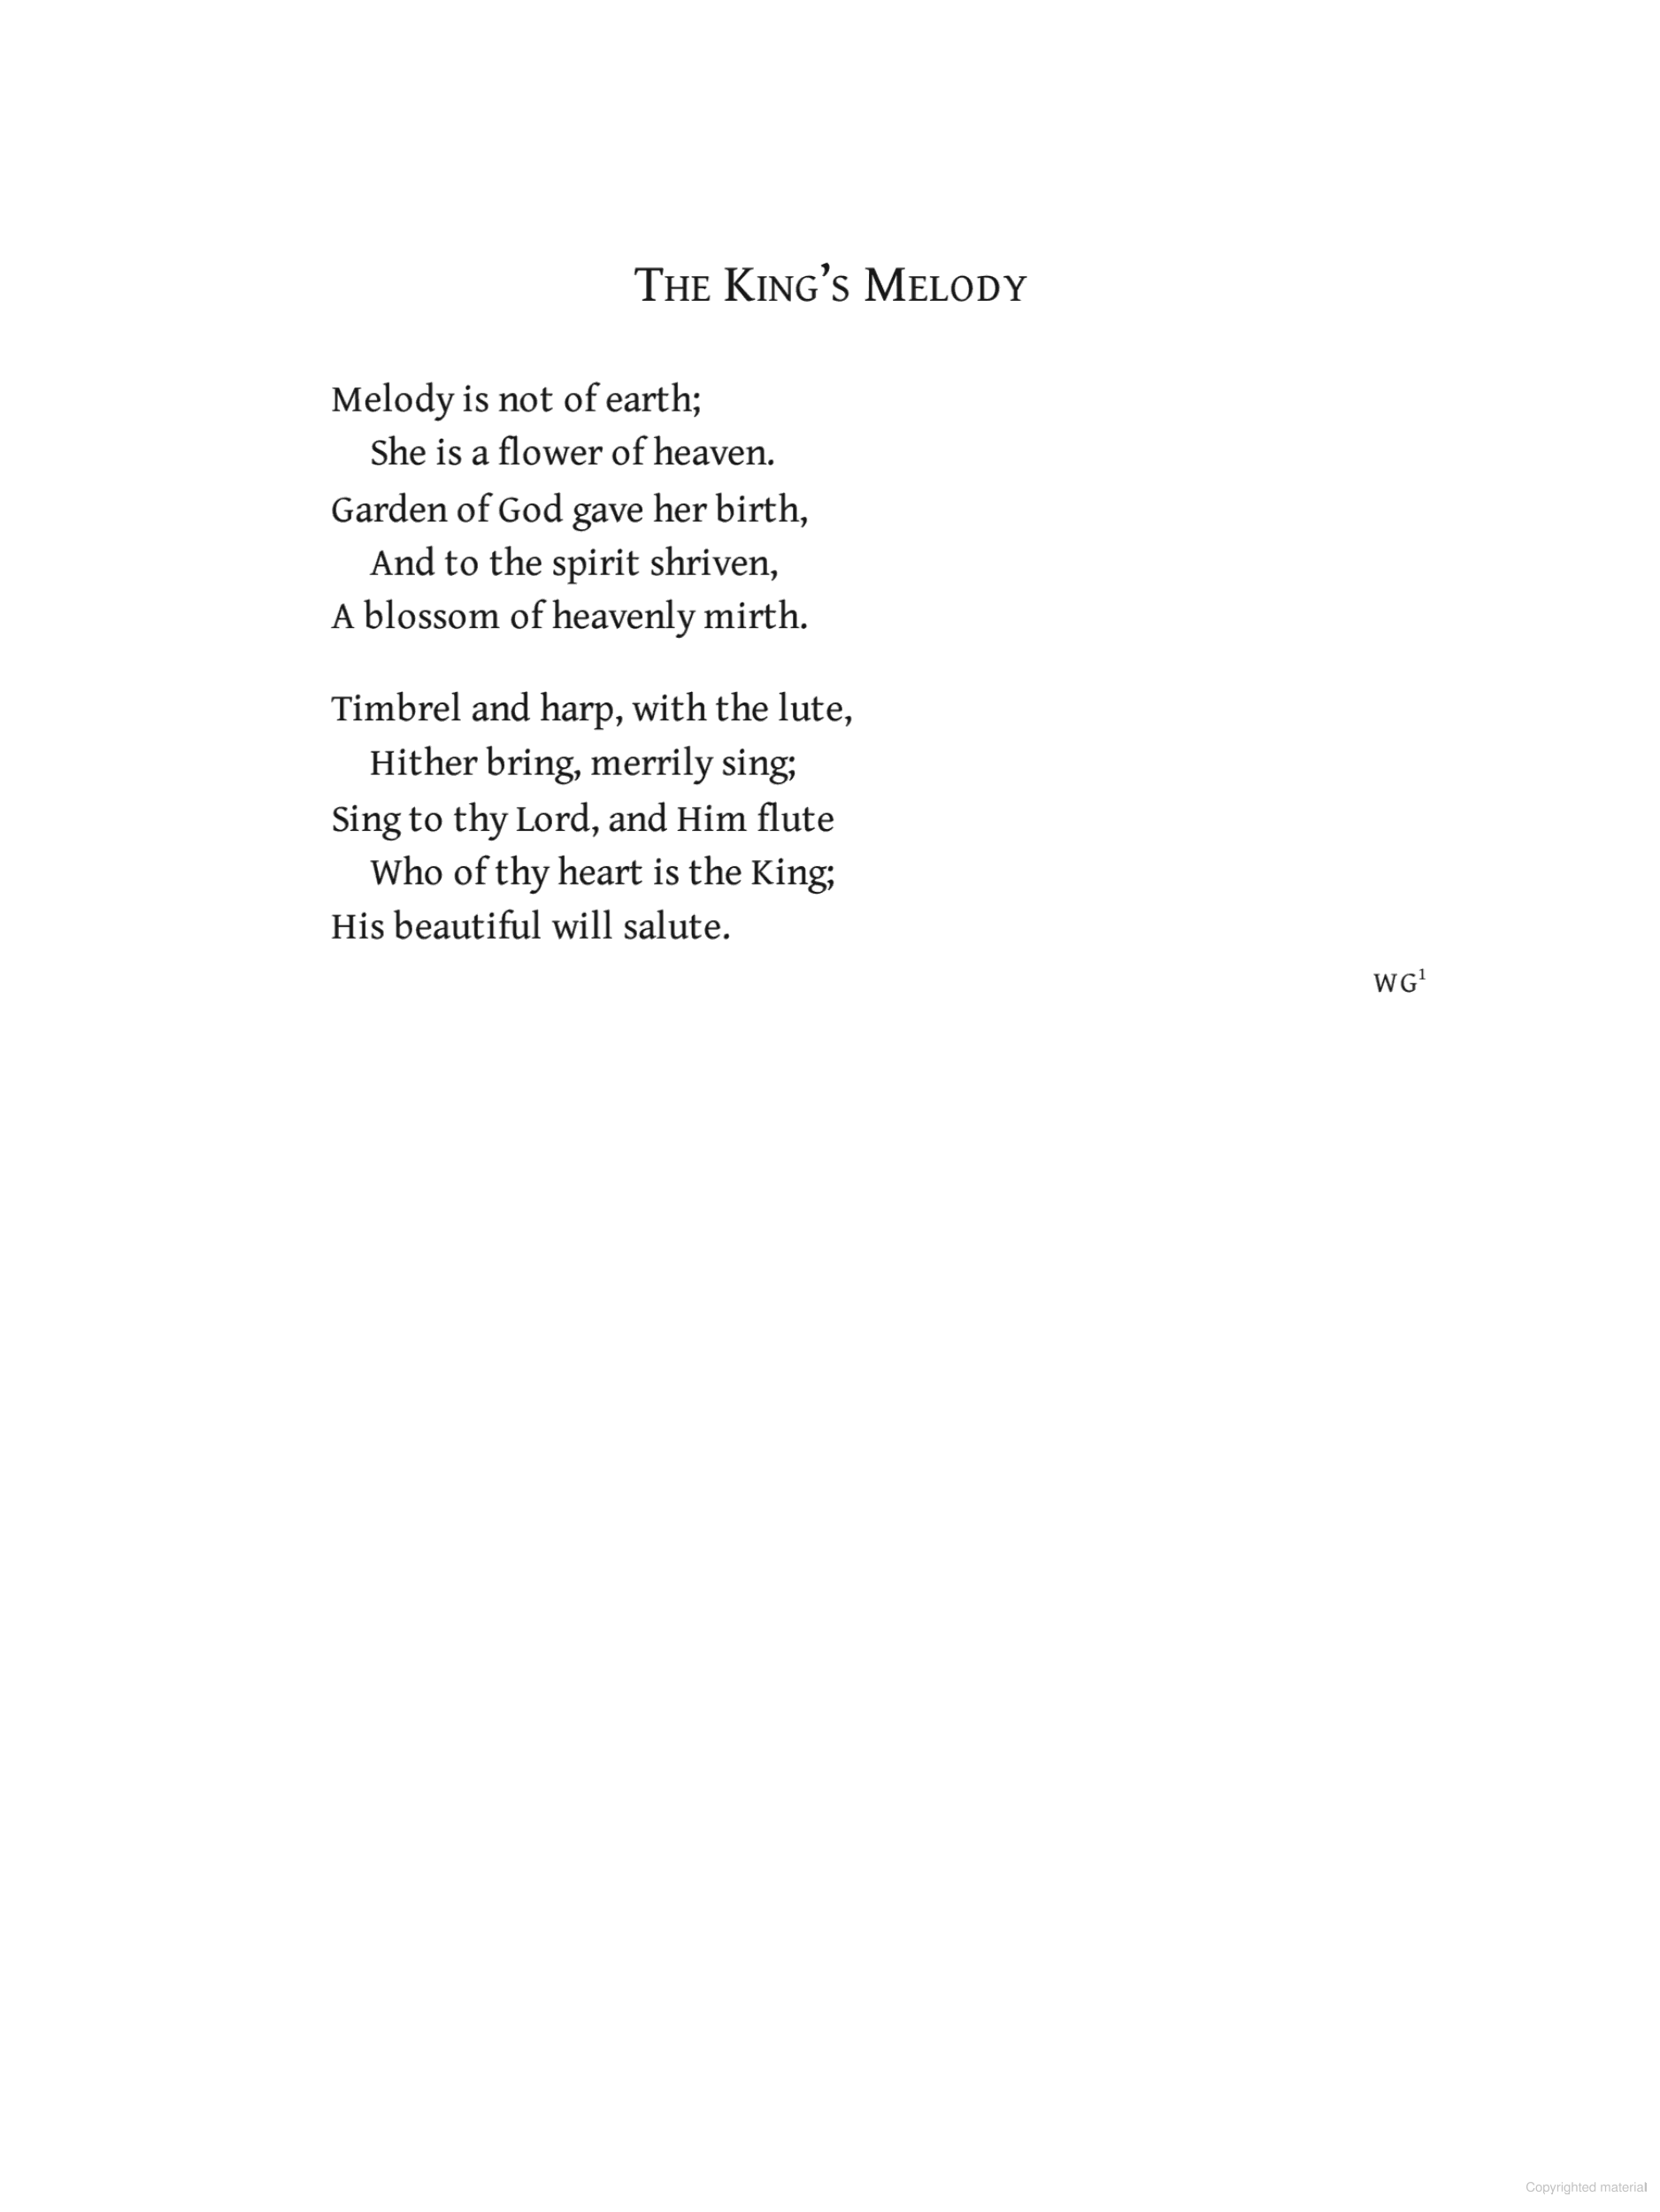 The King’s Melody
Melody is not of earth;
She is a flower of heaven.
Garden of God gave her birth,
And to the spirit shriven,
A blossom of heavenly mirth.
Timbrel and harp, with the lute,
Hither bring, merrily sing;
Sing to thy Lord, and Him flute
Who of thy heart is the King;
His beautiful will salute.
WG¹
Copyrighted material